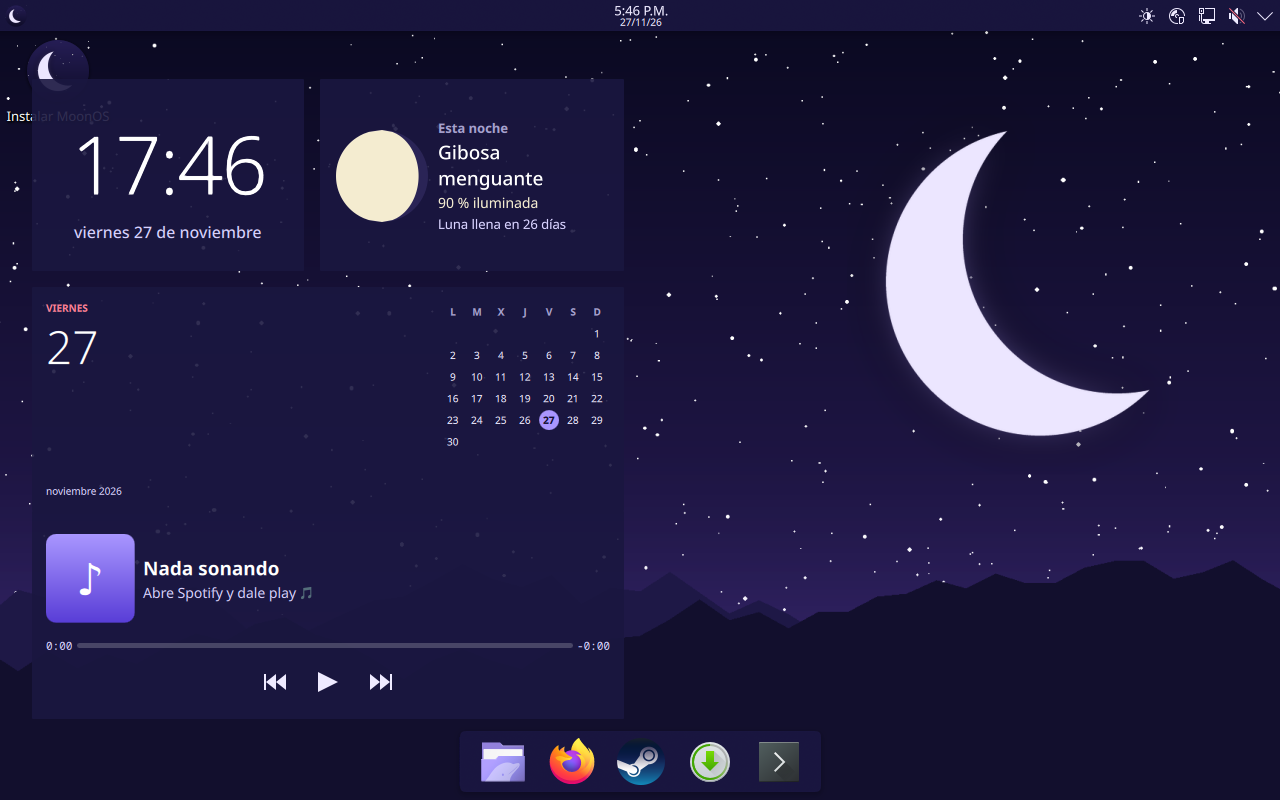 5:46 P.M.
27/11/26
Instalar MoonOS
17:46
viernes 27 de noviembre
Esta noche
Gibosa
menguante
90 % iluminada
Luna llena en 26 días
VIERNES
27
L M X J V S D
1
2 3 4 5 6 7 8
9 10 11 12 13 14 15
16 17 18 19 20 21 22
23 24 25 26 27 28 29
30
noviembre 2026
Nada sonando
Abre Spotify y dale play 🎵
0:00 -0:00